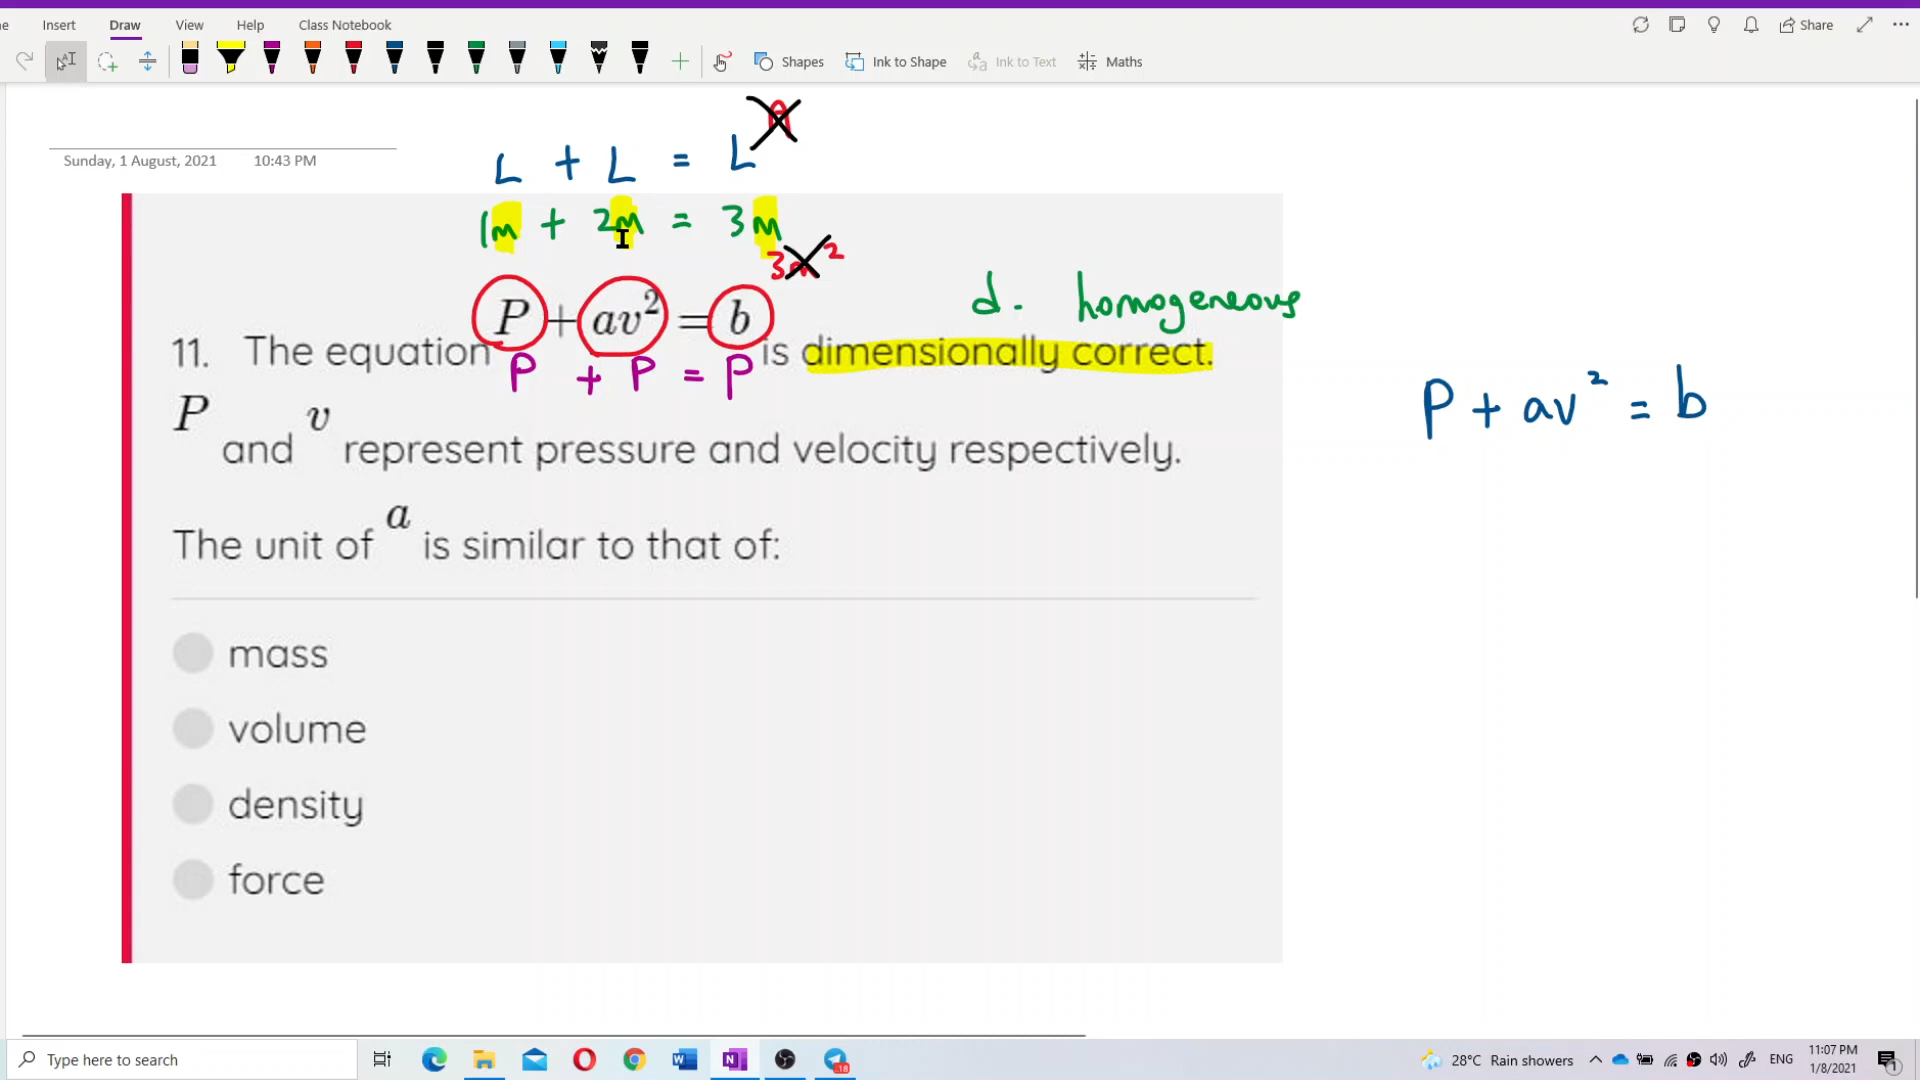 Insert Draw View Help Class Notebook Share
Shapes Ink to Shape Ink to Text Maths
Sunday, 1 August, 2021 10:43 PM
L + L = L
1m + 2m = 3m
3m²
P + av² = b
d. homogeneous
11. The equation is dimensionally correct.
P + P = P
P + av² = b
P and v represent pressure and velocity respectively.
The unit of a is similar to that of:
mass
volume
density
force
Type here to search
18
28°C Rain showers
ENG
11:07 PM
1/8/2021
1